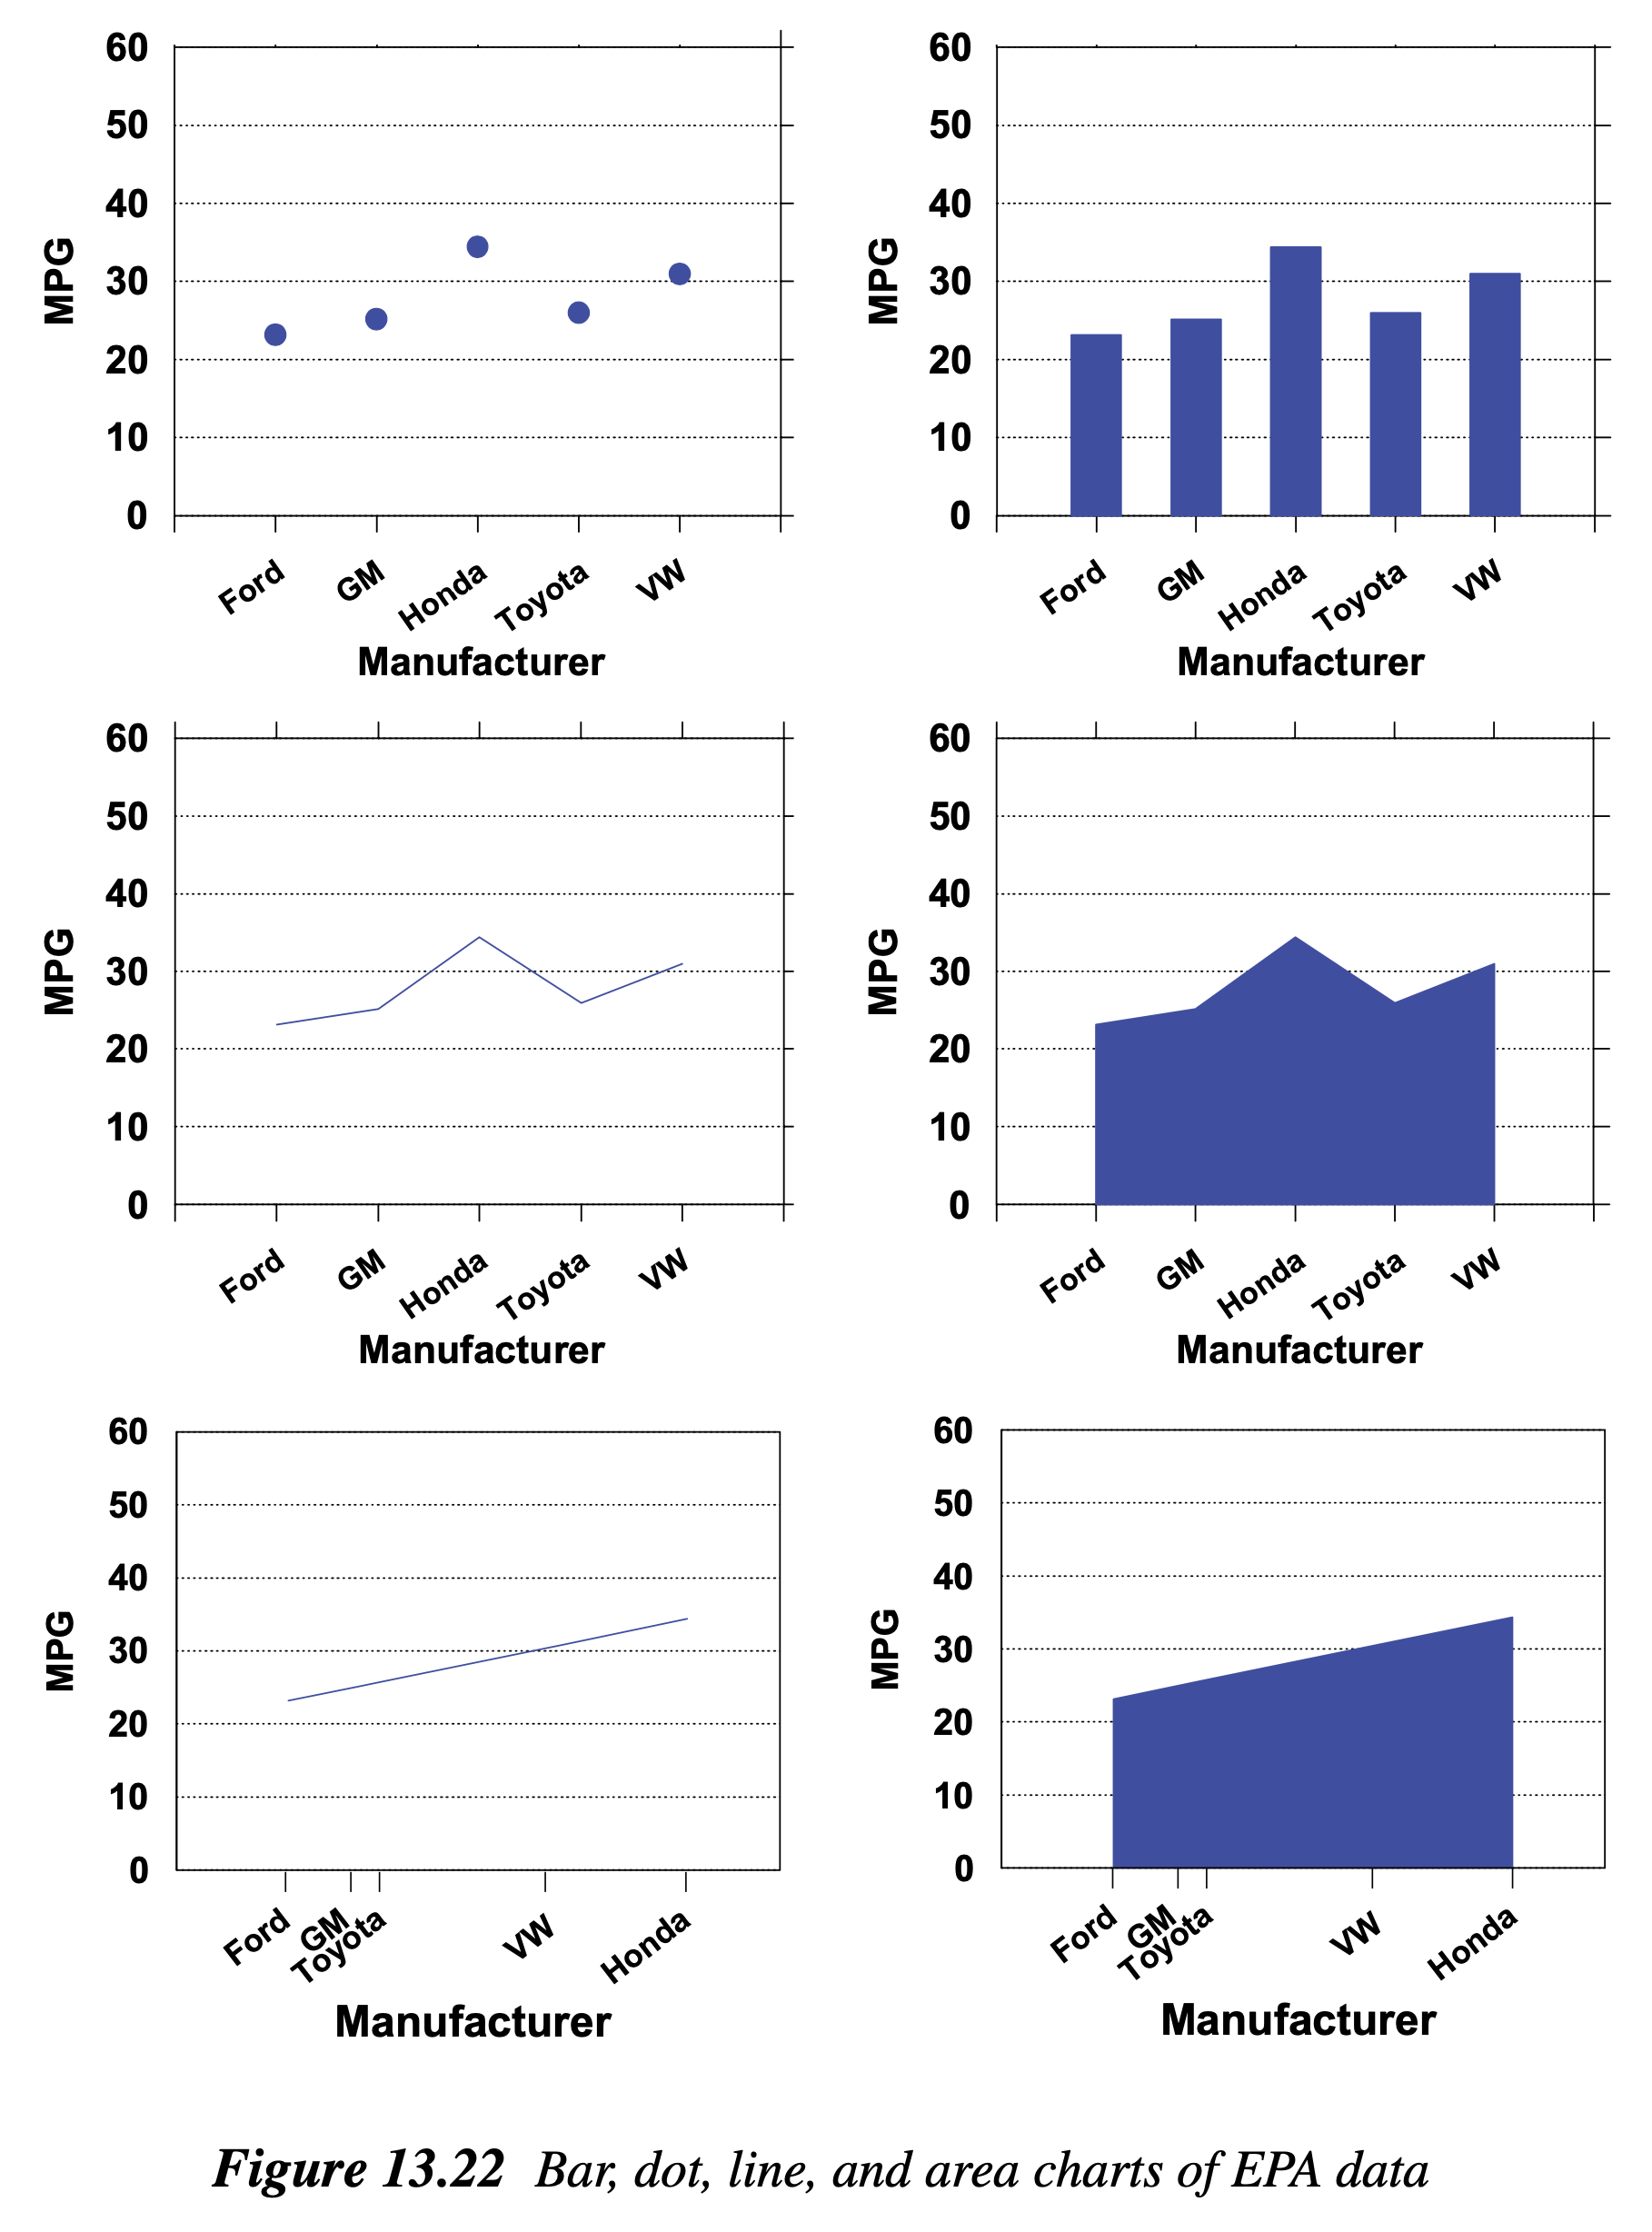 60
50
40
30
20
10
0
MPG
Ford
GM
Honda
Toyota
VW
Manufacturer
60
50
40
30
20
10
0
MPG
Ford
GM
Honda
Toyota
VW
Manufacturer
60
50
40
30
20
10
0
MPG
Ford
GM
Honda
Toyota
VW
Manufacturer
60
50
40
30
20
10
0
MPG
Ford
GM
Honda
Toyota
VW
Manufacturer
60
50
40
30
20
10
0
MPG
Ford
GM
Toyota
VW
Honda
Manufacturer
60
50
40
30
20
10
0
MPG
Ford
GM
Toyota
VW
Honda
Manufacturer
Figure 13.22 Bar, dot, line, and area charts of EPA data